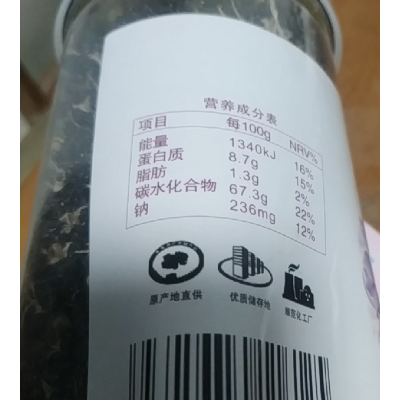 营养成分表
项目 每100g NRV%
能量 1340KJ 16%
蛋白质 8.7g 15%
脂肪 1.3g 2%
碳水化合物 67.3g 22%
钠 236mg 12%
原产地直供 优质储存地 规范化工厂